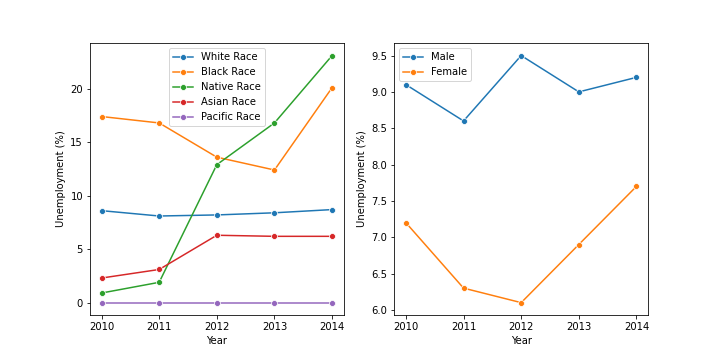 White Race
Black Race
Native Race
Asian Race
Pacific Race
20
15
10
5
0
Unemployment (%)
2010 2011 2012 2013 2014
Year
Male
Female
9.5
9.0
8.5
8.0
7.5
7.0
6.5
6.0
Unemployment (%)
2010 2011 2012 2013 2014
Year